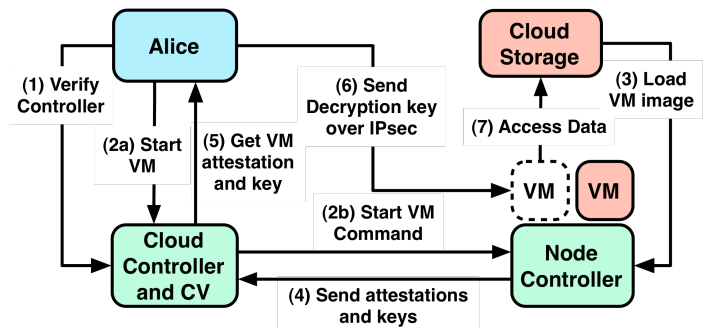 Alice
Cloud
Storage
(1) Verify
Controller
(6) Send
Decryption key
over IPsec
(3) Load
VM image
(2a) Start
VM
(5) Get VM
attestation
and key
(7) Access Data
VM
VM
(2b) Start VM
Command
Cloud
Controller
and CV
Node
Controller
(4) Send attestations
and keys